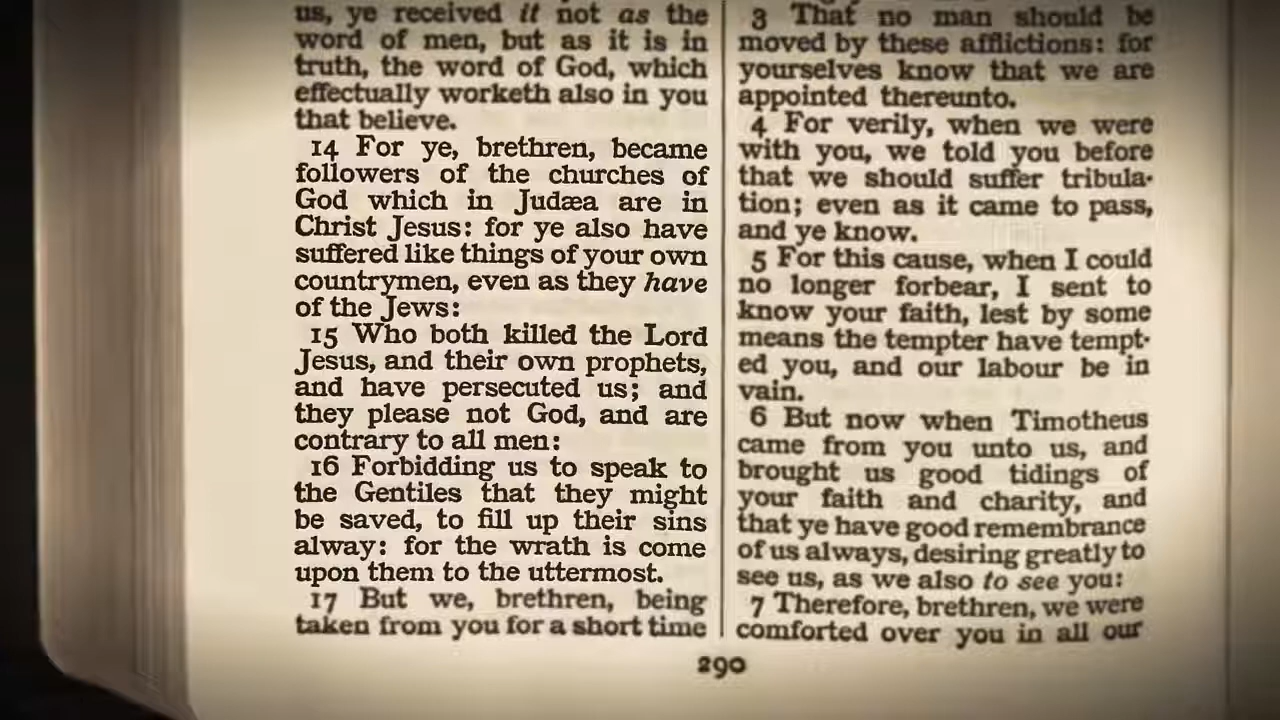 us, ye received it not as the
word of men, but as it is in
truth, the word of God, which
effectually worketh also in you
that believe.
14 For ye, brethren, became
followers of the churches of
God which in Judæa are in
Christ Jesus: for ye also have
suffered like things of your own
countrymen, even as they have
of the Jews:
15 Who both killed the Lord
Jesus, and their own prophets,
and have persecuted us; and
they please not God, and are
contrary to all men:
16 Forbidding us to speak to
the Gentiles that they might
be saved, to fill up their sins
alway: for the wrath is come
upon them to the uttermost.
17 But we, brethren, being
taken from you for a short time
3 That no man should be
moved by these afflictions: for
yourselves know that we are
appointed thereunto.
4 For verily, when we were
with you, we told you before
that we should suffer tribula-
tion; even as it came to pass,
and ye know.
5 For this cause, when I could
no longer forbear, I sent to
know your faith, lest by some
means the tempter have tempt-
ed you, and our labour be in
vain.
6 But now when Timotheus
came from you unto us, and
brought us good tidings of
your faith and charity, and
that ye have good remembrance
of us always, desiring greatly to
see us, as we also to see you:
7 Therefore, brethren, we were
comforted over you in all our
290